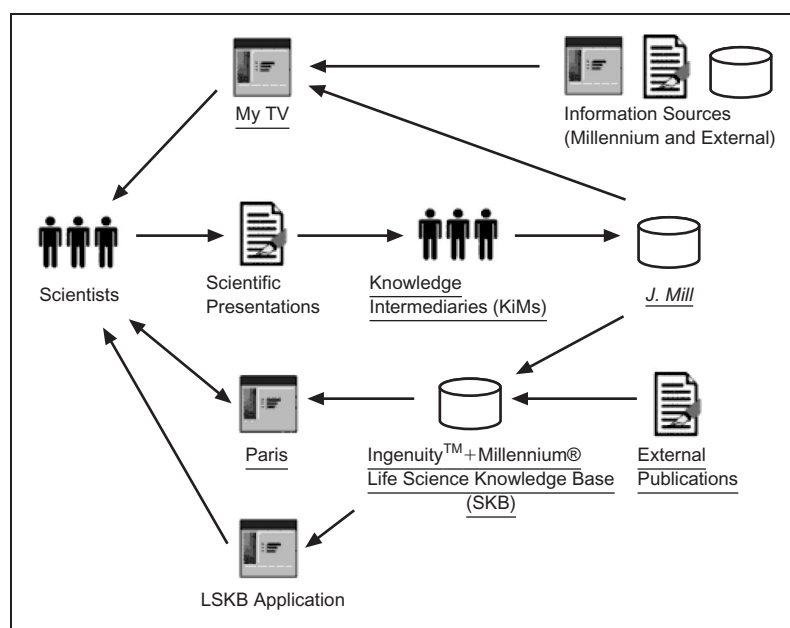 My TV
Information Sources
(Millennium and External)
Scientists
Scientific
Presentations
Knowledge
Intermediaries (KiMs)
J. Mill
Paris
Ingenuity™+Millennium®
Life Science Knowledge Base
(SKB)
External
Publications
LSKB Application